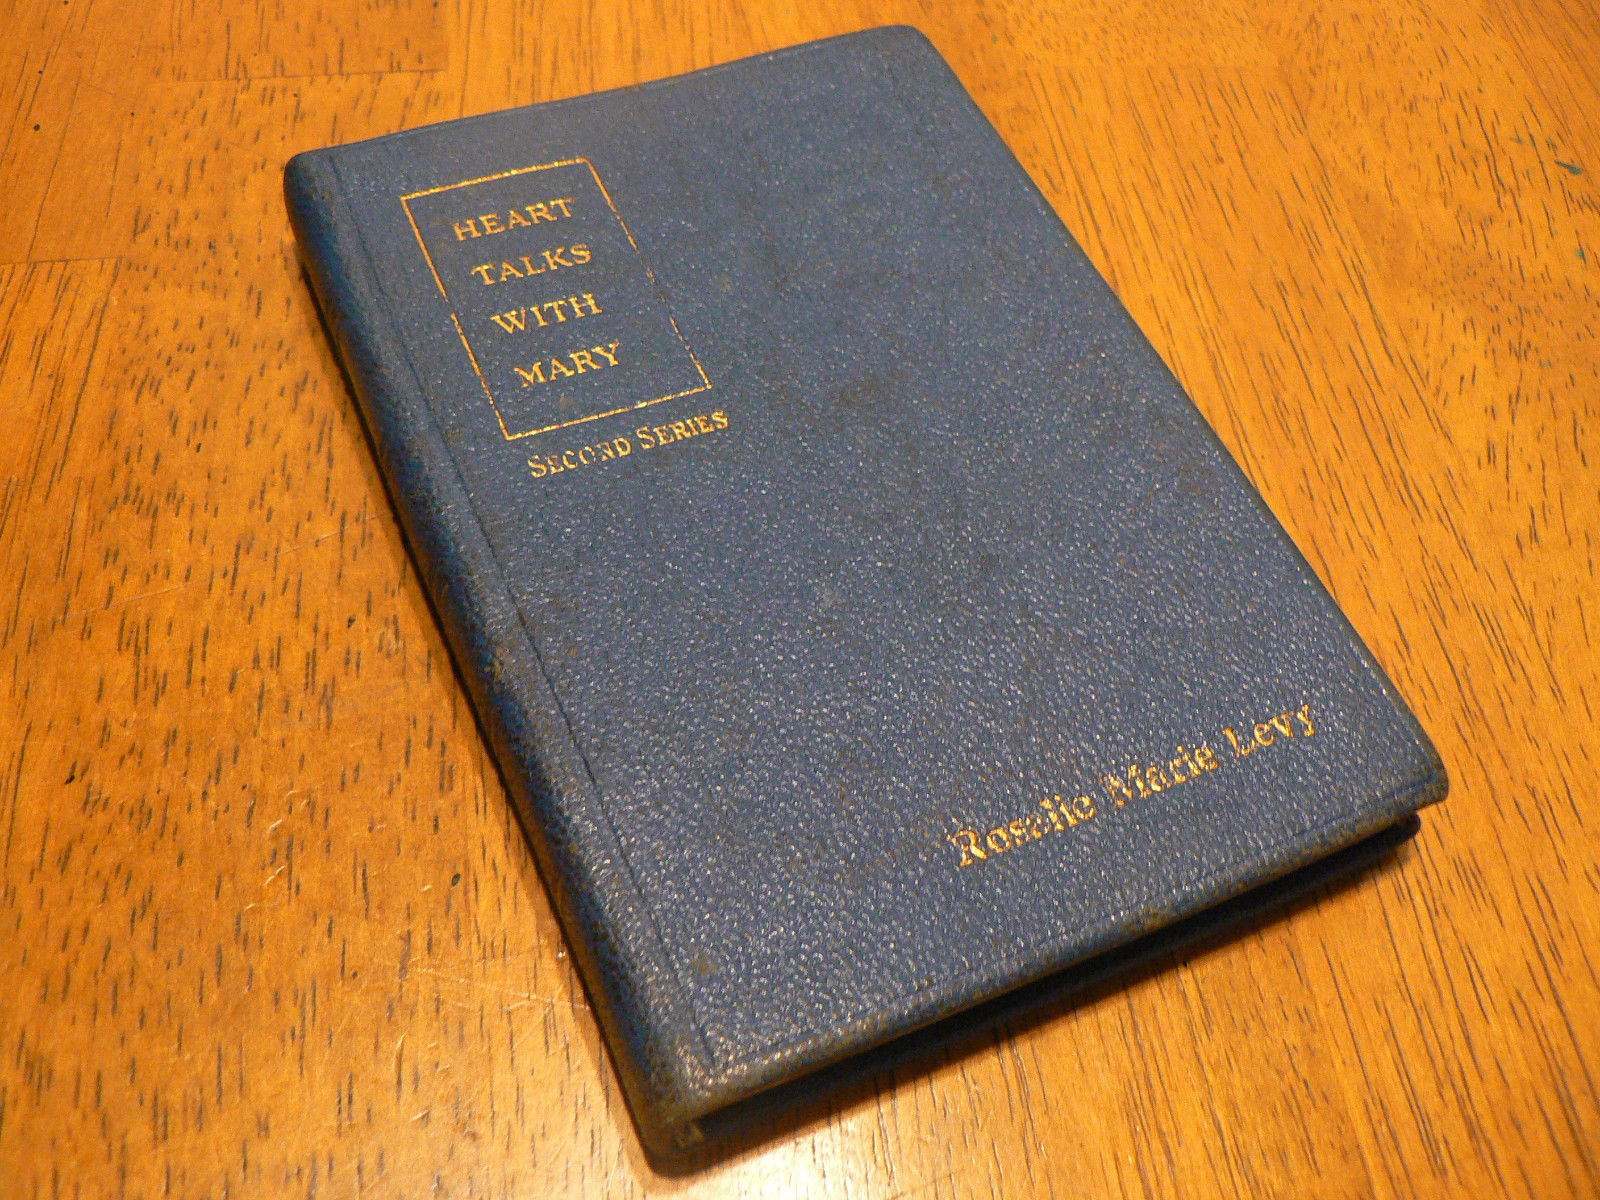 HEART
TALKS
WITH
MARY
SECOND SERIES
Rosalie Marie Levy